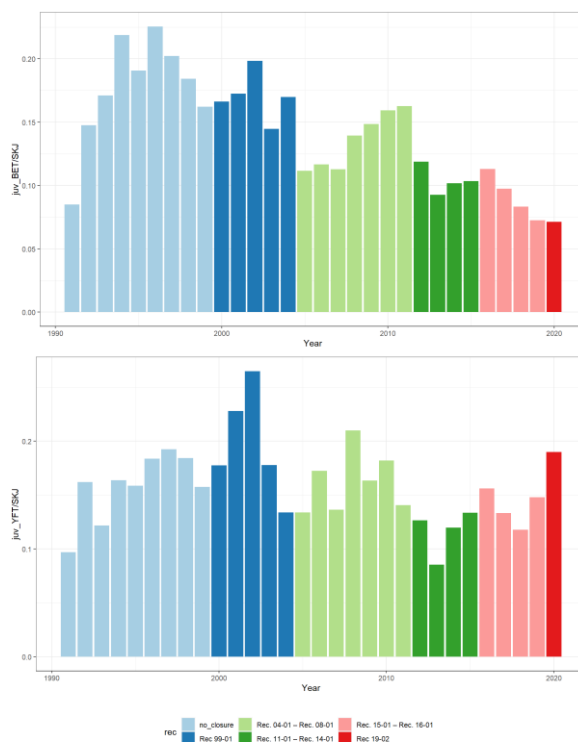 juv_BET/SKJ
0.20
0.15
0.10
0.05
0.00
1990 2000 2010 2020
Year
juv_YFT/SKJ
0.2
0.1
0.0
1990 2000 2010 2020
Year
rec
no_closure Rec. 04-01 – Rec. 08-01 Rec. 15-01 – Rec. 16-01
Rec 99-01 Rec. 11-01 – Rec. 14-01 Rec 19-02